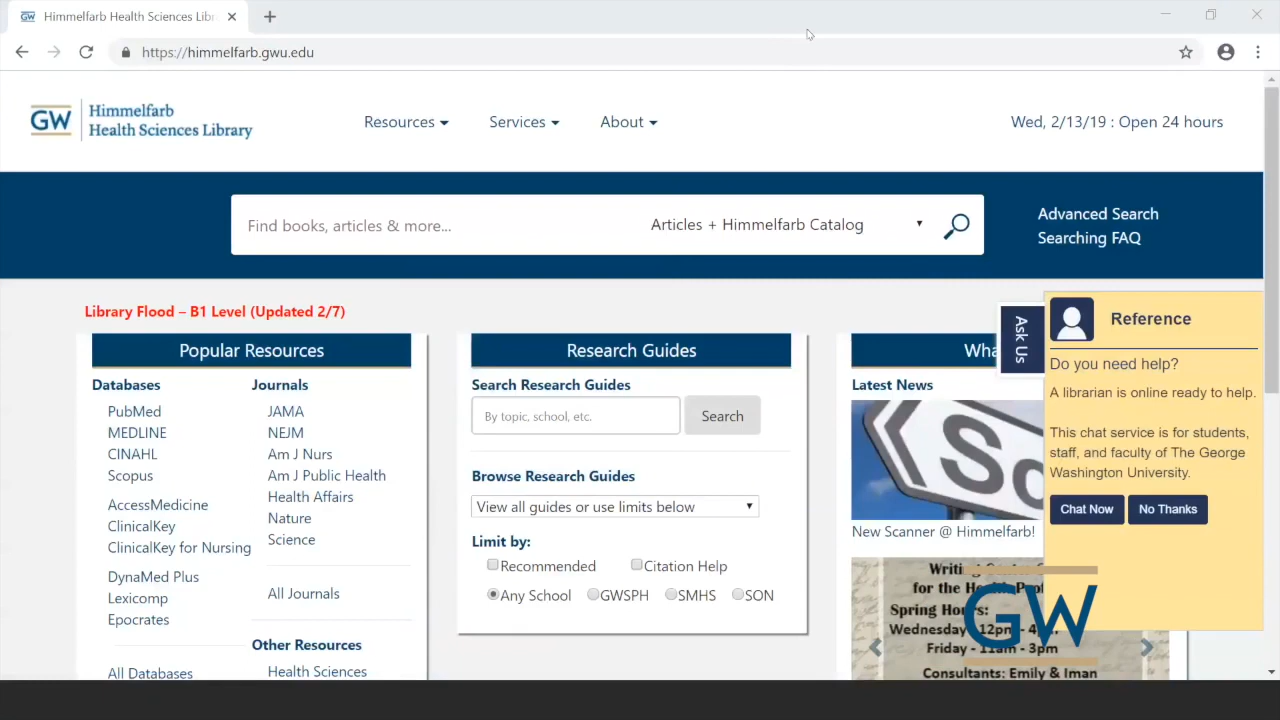 Himmelfarb Health Sciences Libr
https://himmelfarb.gwu.edu
GW
Himmelfarb
Health Sciences Library
Resources
Services
About
Wed, 2/13/19 : Open 24 hours
Find books, articles & more...
Articles + Himmelfarb Catalog
Advanced Search
Searching FAQ
Library Flood – B1 Level (Updated 2/7)
Popular Resources
Databases
PubMed
MEDLINE
CINAHL
Scopus
AccessMedicine
ClinicalKey
ClinicalKey for Nursing
DynaMed Plus
Lexicomp
Epocrates
All Databases
Journals
JAMA
NEJM
Am J Nurs
Am J Public Health
Health Affairs
Nature
Science
All Journals
Other Resources
Health Sciences
Research Guides
Search Research Guides
By topic, school, etc.
Search
Browse Research Guides
View all guides or use limits below
Limit by:
Recommended
Citation Help
Any School
GWSPH
SMHS
SON
Wha
Latest News
New Scanner @ Himmelfarb!
Spring Hours:
Wednesday
12pm - 4
Friday - 11am - 3pm
Consultants: Emily & Iman
GW
Ask Us
Reference
Do you need help?
A librarian is online ready to help.
This chat service is for students,
staff, and faculty of The George
Washington University.
Chat Now
No Thanks